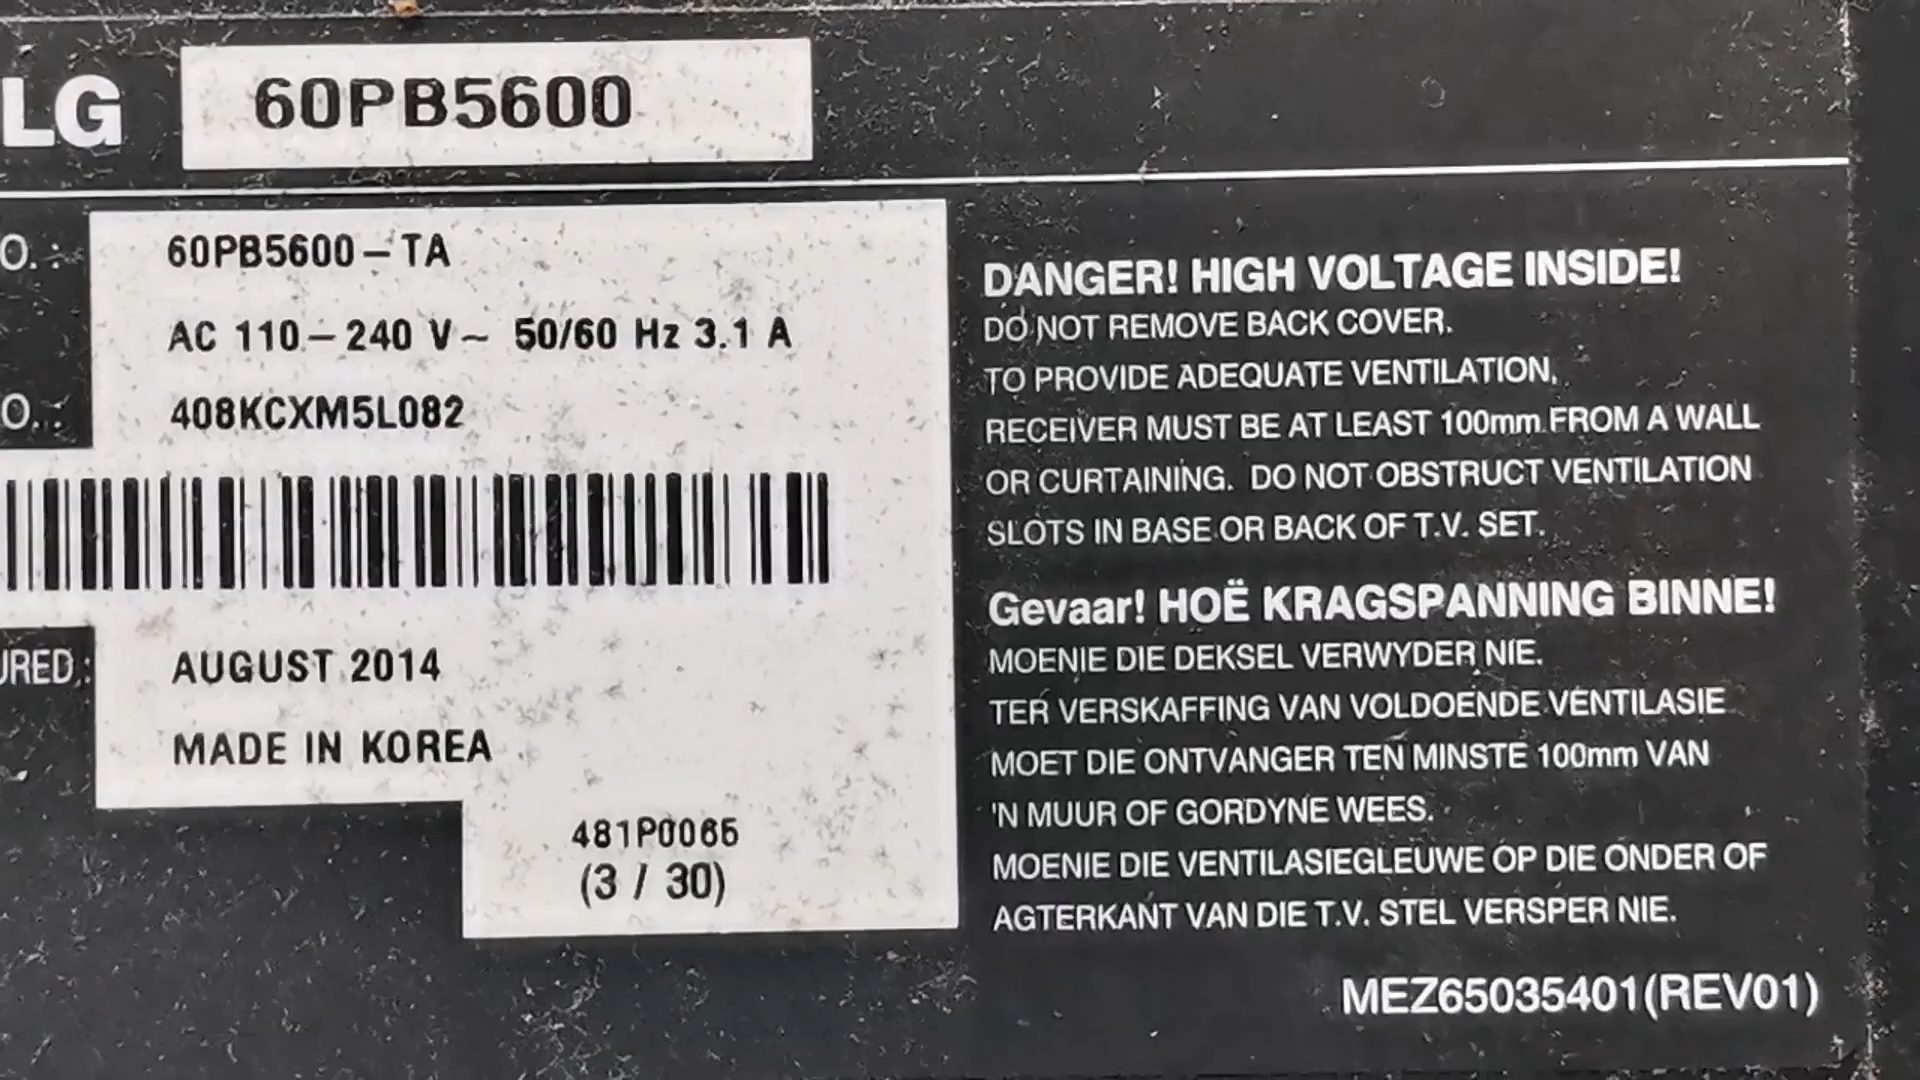 LG 60PB5600
O.: 60PB5600-TA
AC 110-240 V~ 50/60 Hz 3.1 A
O.: 408KCXM5L082
URED.: AUGUST 2014
MADE IN KOREA
481P0066
(3 / 30)
DANGER! HIGH VOLTAGE INSIDE!
DO NOT REMOVE BACK COVER.
TO PROVIDE ADEQUATE VENTILATION,
RECEIVER MUST BE AT LEAST 100mm FROM A WALL
OR CURTAINING. DO NOT OBSTRUCT VENTILATION
SLOTS IN BASE OR BACK OF T.V. SET.
Gevaar! HOË KRAGSPANNING BINNE!
MOENIE DIE DEKSEL VERWYDER NIE.
TER VERSKAFFING VAN VOLDOENDE VENTILASIE
MOET DIE ONTVANGER TEN MINSTE 100mm VAN
'N MUUR OF GORDYNE WEES.
MOENIE DIE VENTILASIEGLEUWE OP DIE ONDER OF
AGTERKANT VAN DIE T.V. STEL VERSPER NIE.
MEZ65035401(REV01)